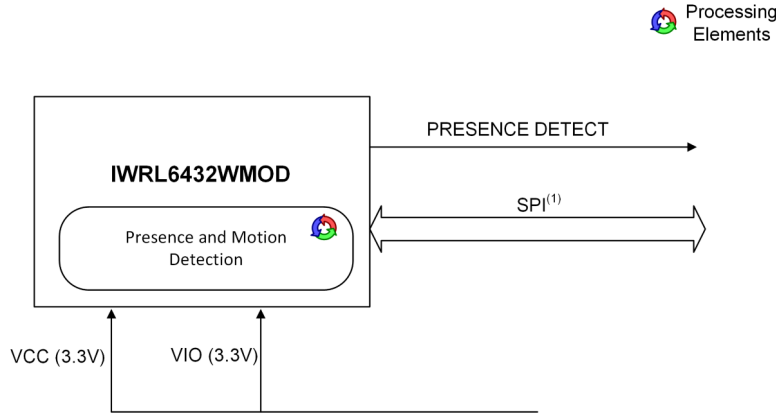 Processing
Elements
PRESENCE DETECT
IWRL6432WMOD
SPI(1)
Presence and Motion
Detection
VCC (3.3V)
VIO (3.3V)